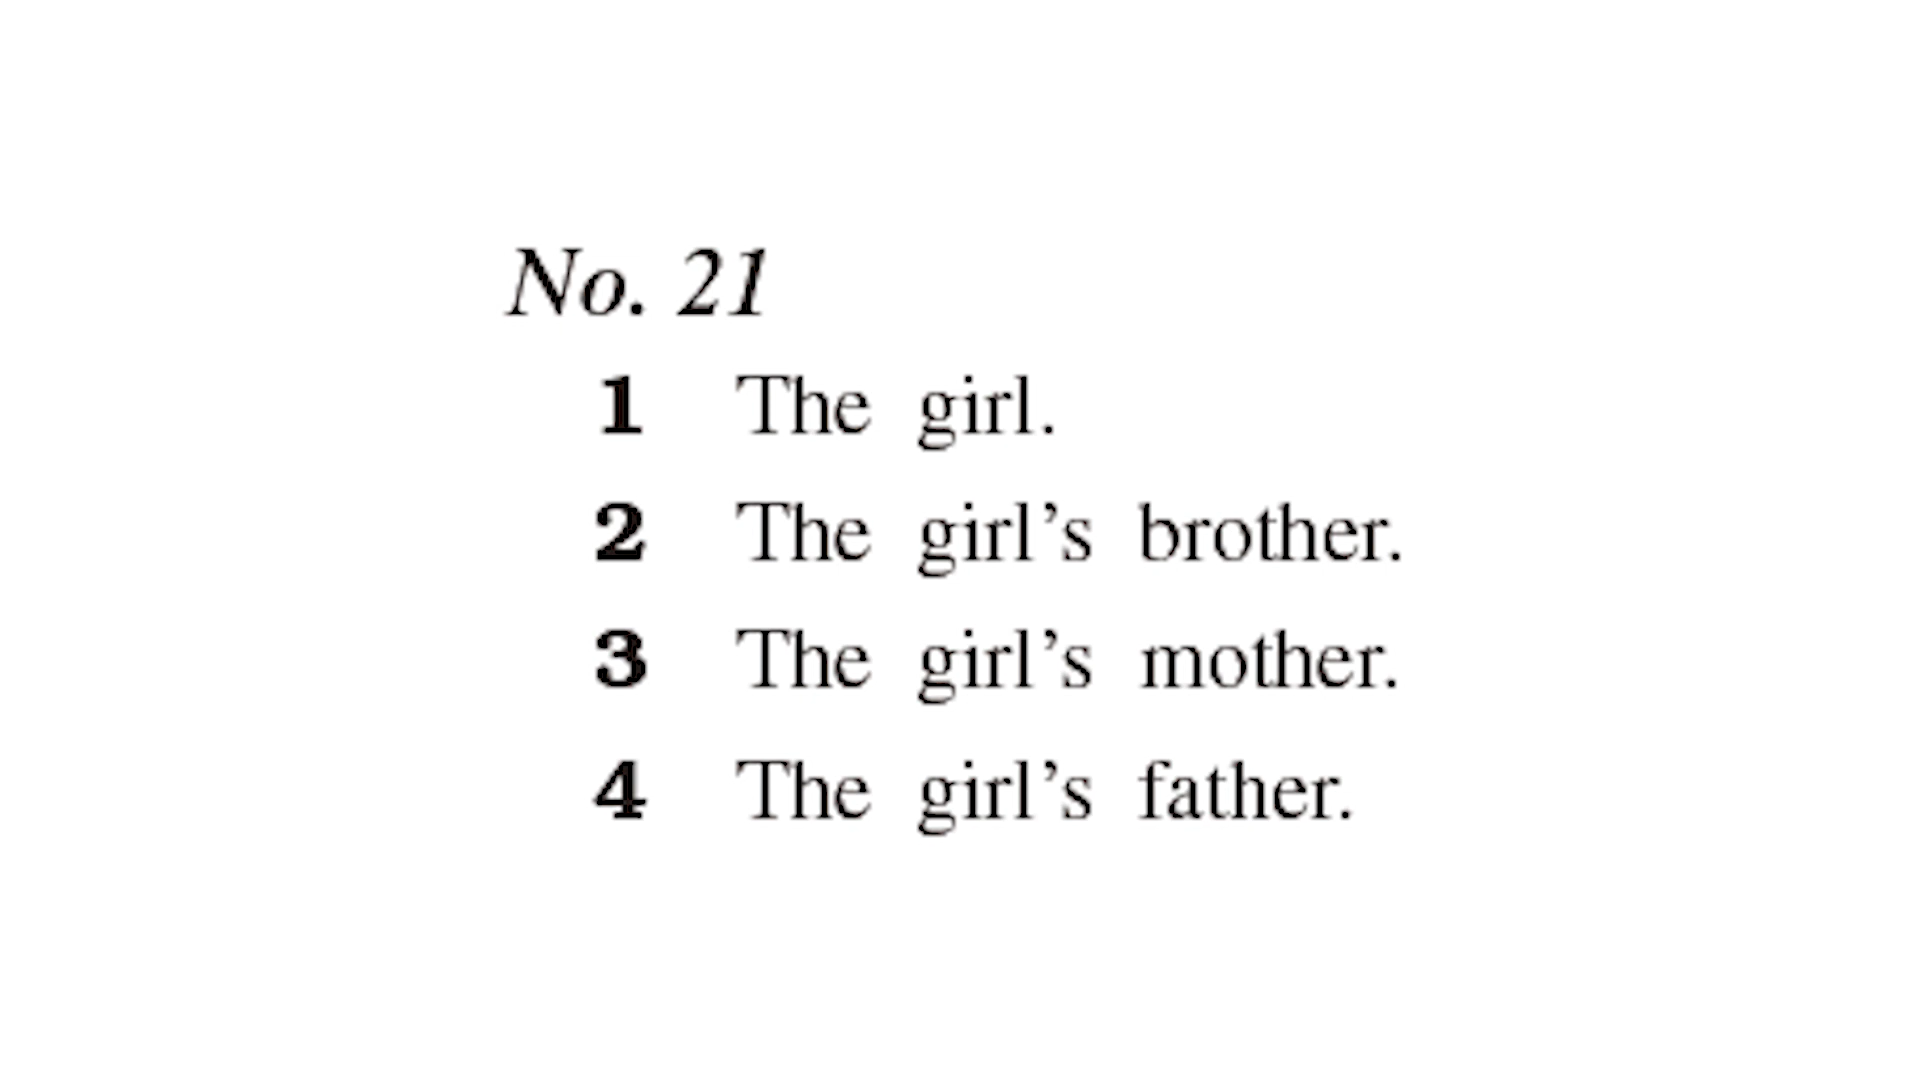 No. 21
1 The girl.
2 The girl’s brother.
3 The girl’s mother.
4 The girl’s father.